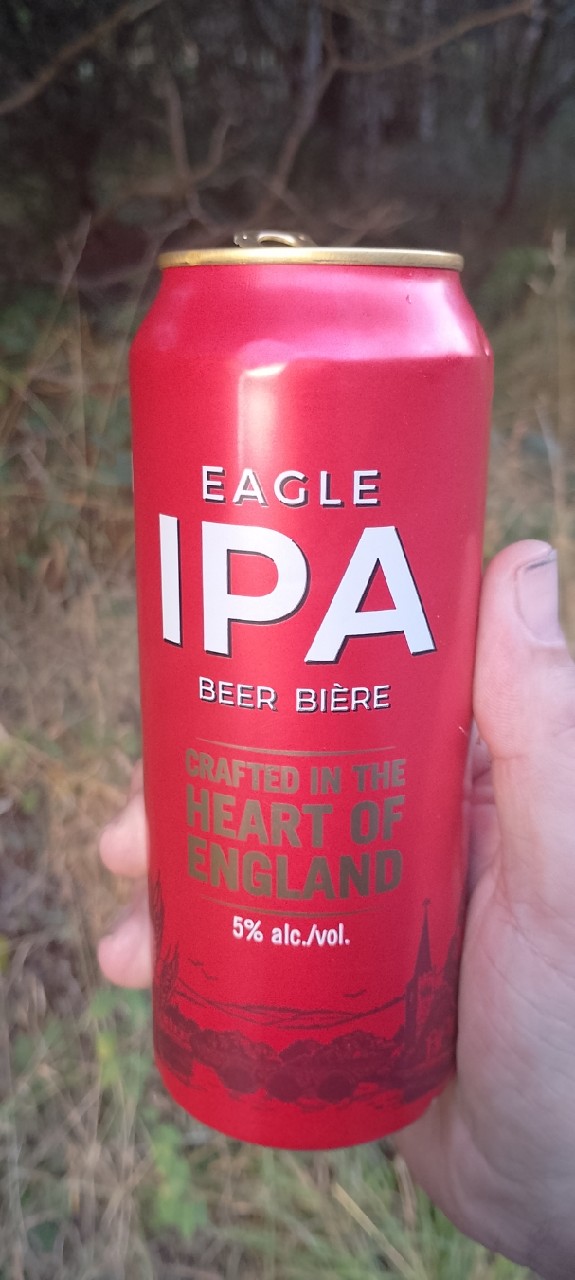 EAGLE
IPA
BEER BIÈRE
CRAFTED IN THE
HEART OF
ENGLAND
5% alc./vol.